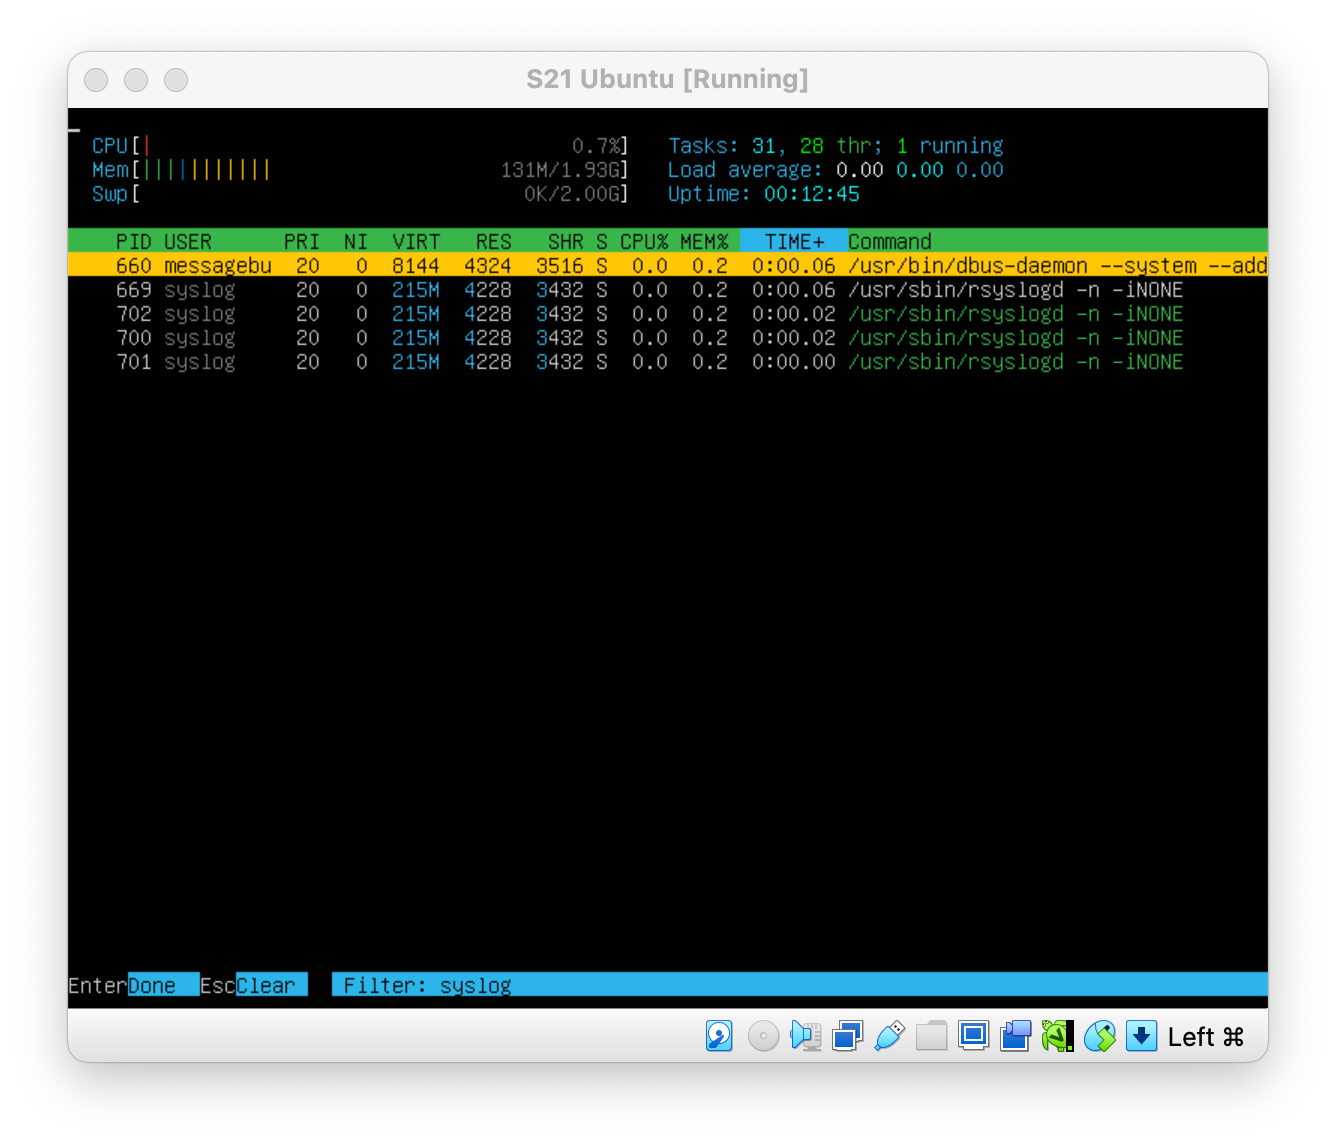 S21 Ubuntu [Running]
CPU[| 0.7%] Tasks: 31, 28 thr; 1 running
Mem[||||||||||| 131M/1.93G] Load average: 0.00 0.00 0.00
Swp[ 0K/2.00G] Uptime: 00:12:45
PID USER PRI NI VIRT RES SHR S CPU% MEM% TIME+ Command
660 messagebu 20 0 8144 4324 3516 S 0.0 0.2 0:00.06 /usr/bin/dbus-daemon --system --add
669 syslog 20 0 215M 4228 3432 S 0.0 0.2 0:00.06 /usr/sbin/rsyslogd -n -iNONE
702 syslog 20 0 215M 4228 3432 S 0.0 0.2 0:00.02 /usr/sbin/rsyslogd -n -iNONE
700 syslog 20 0 215M 4228 3432 S 0.0 0.2 0:00.02 /usr/sbin/rsyslogd -n -iNONE
701 syslog 20 0 215M 4228 3432 S 0.0 0.2 0:00.00 /usr/sbin/rsyslogd -n -iNONE
EnterDone EscClear Filter: syslog
Left ⌘